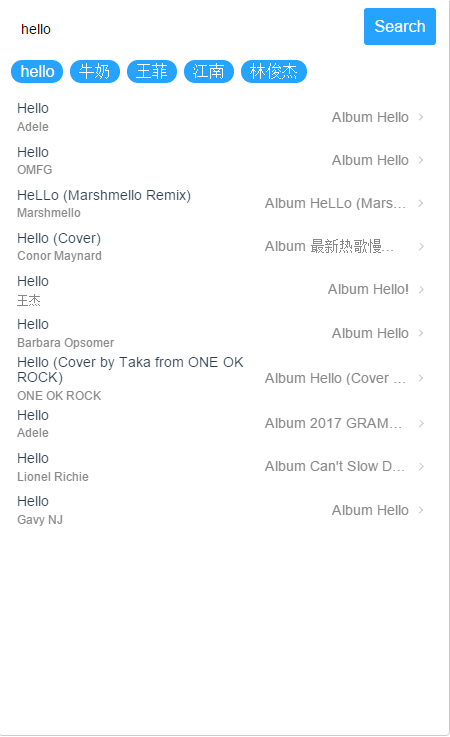 hello Search
hello 牛奶 王菲 江南 林俊杰
Hello
Adele
Album Hello
Hello
OMFG
Album Hello
HeLLo (Marshmello Remix)
Marshmello
Album HeLLo (Mars...
Hello (Cover)
Conor Maynard
Album 最新热歌慢...
Hello
王杰
Album Hello!
Hello
Barbara Opsomer
Album Hello
Hello (Cover by Taka from ONE OK
ROCK)
ONE OK ROCK
Album Hello (Cover ...
Hello
Adele
Album 2017 GRAM...
Hello
Lionel Richie
Album Can't Slow D...
Hello
Gavy NJ
Album Hello